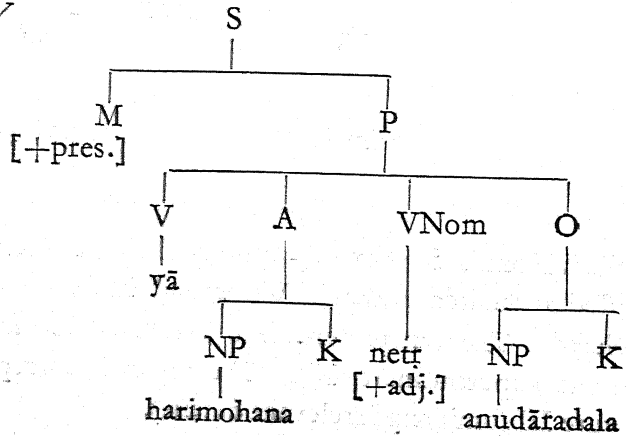 S
M
[+pres.]
P
V
A
VNom
O
yā
NP
K
netṛ
[+adj.]
NP
K
harimohana
anudāradala